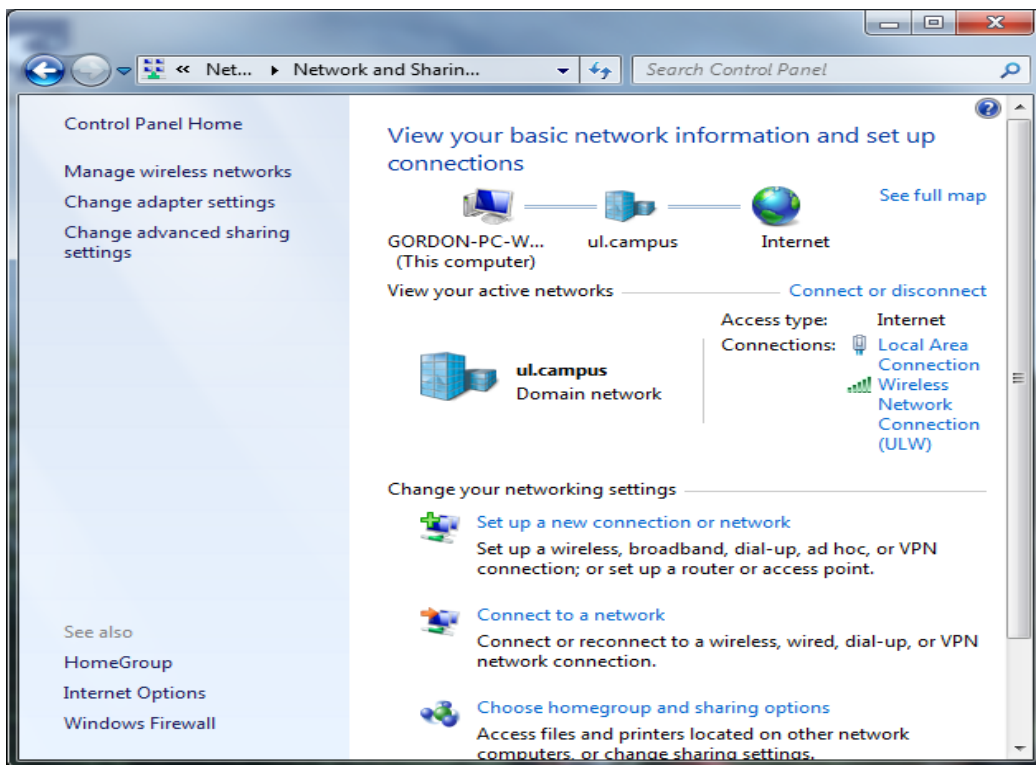 « Net... ▸ Network and Sharin...
Search Control Panel
Control Panel Home
Manage wireless networks
Change adapter settings
Change advanced sharing
settings
See also
HomeGroup
Internet Options
Windows Firewall
View your basic network information and set up
connections
See full map
GORDON-PC-W...
(This computer)
ul.campus
Internet
View your active networks
Connect or disconnect
ul.campus
Domain network
Access type: Internet
Connections: Local Area
Connection
Wireless
Network
Connection
(ULW)
Change your networking settings
Set up a new connection or network
Set up a wireless, broadband, dial-up, ad hoc, or VPN
connection; or set up a router or access point.
Connect to a network
Connect or reconnect to a wireless, wired, dial-up, or VPN
network connection.
Choose homegroup and sharing options
Access files and printers located on other network
computers, or change sharing settings.